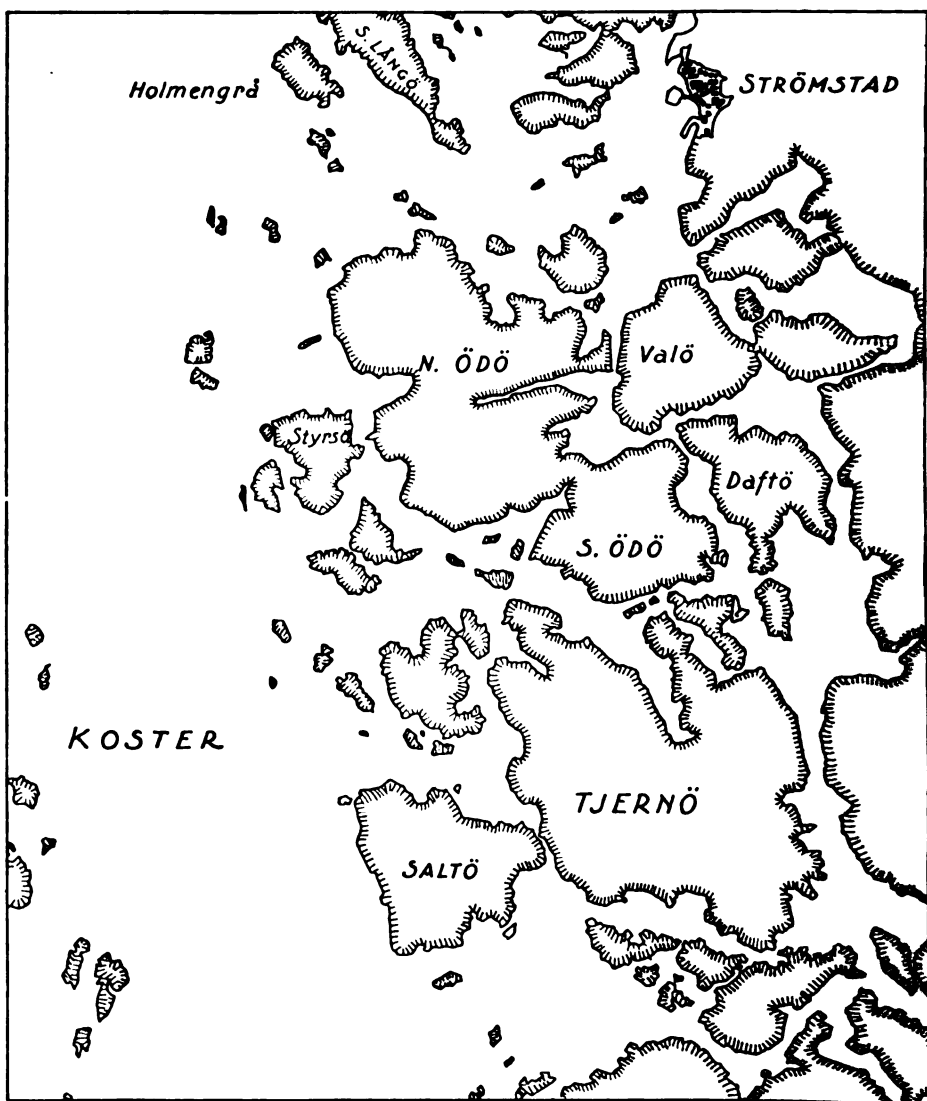 S. LÅNGÖ
Holmengrå
STRÖMSTAD
N. ÖDÖ
Valö
Styrsö
Daftö
S. ÖDÖ
KOSTER
TJERNÖ
SALTÖ